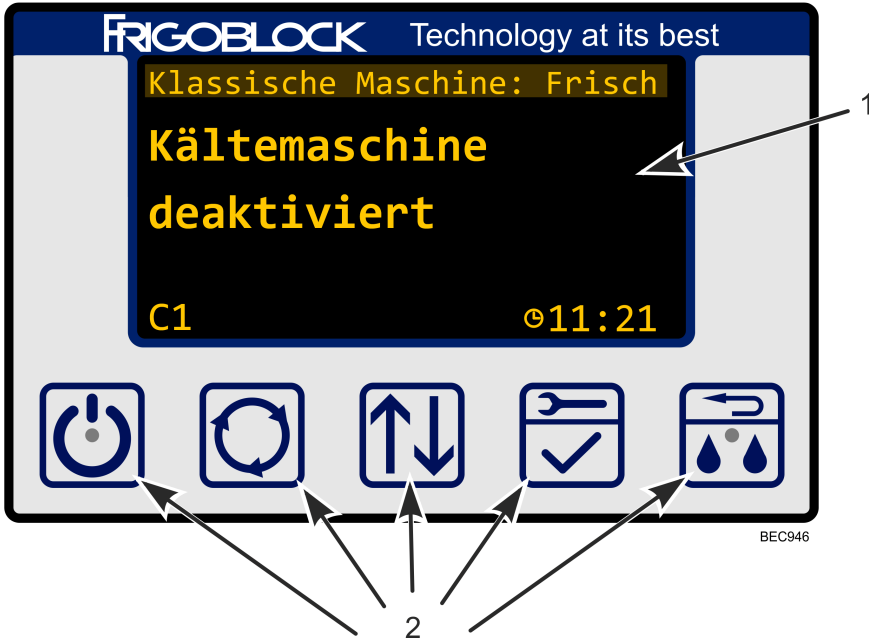 FRIGOBLOCK Technology at its best
Klassische Maschine: Frisch
Kältemaschine
deaktiviert
C1 11:21
1
BEC946
2